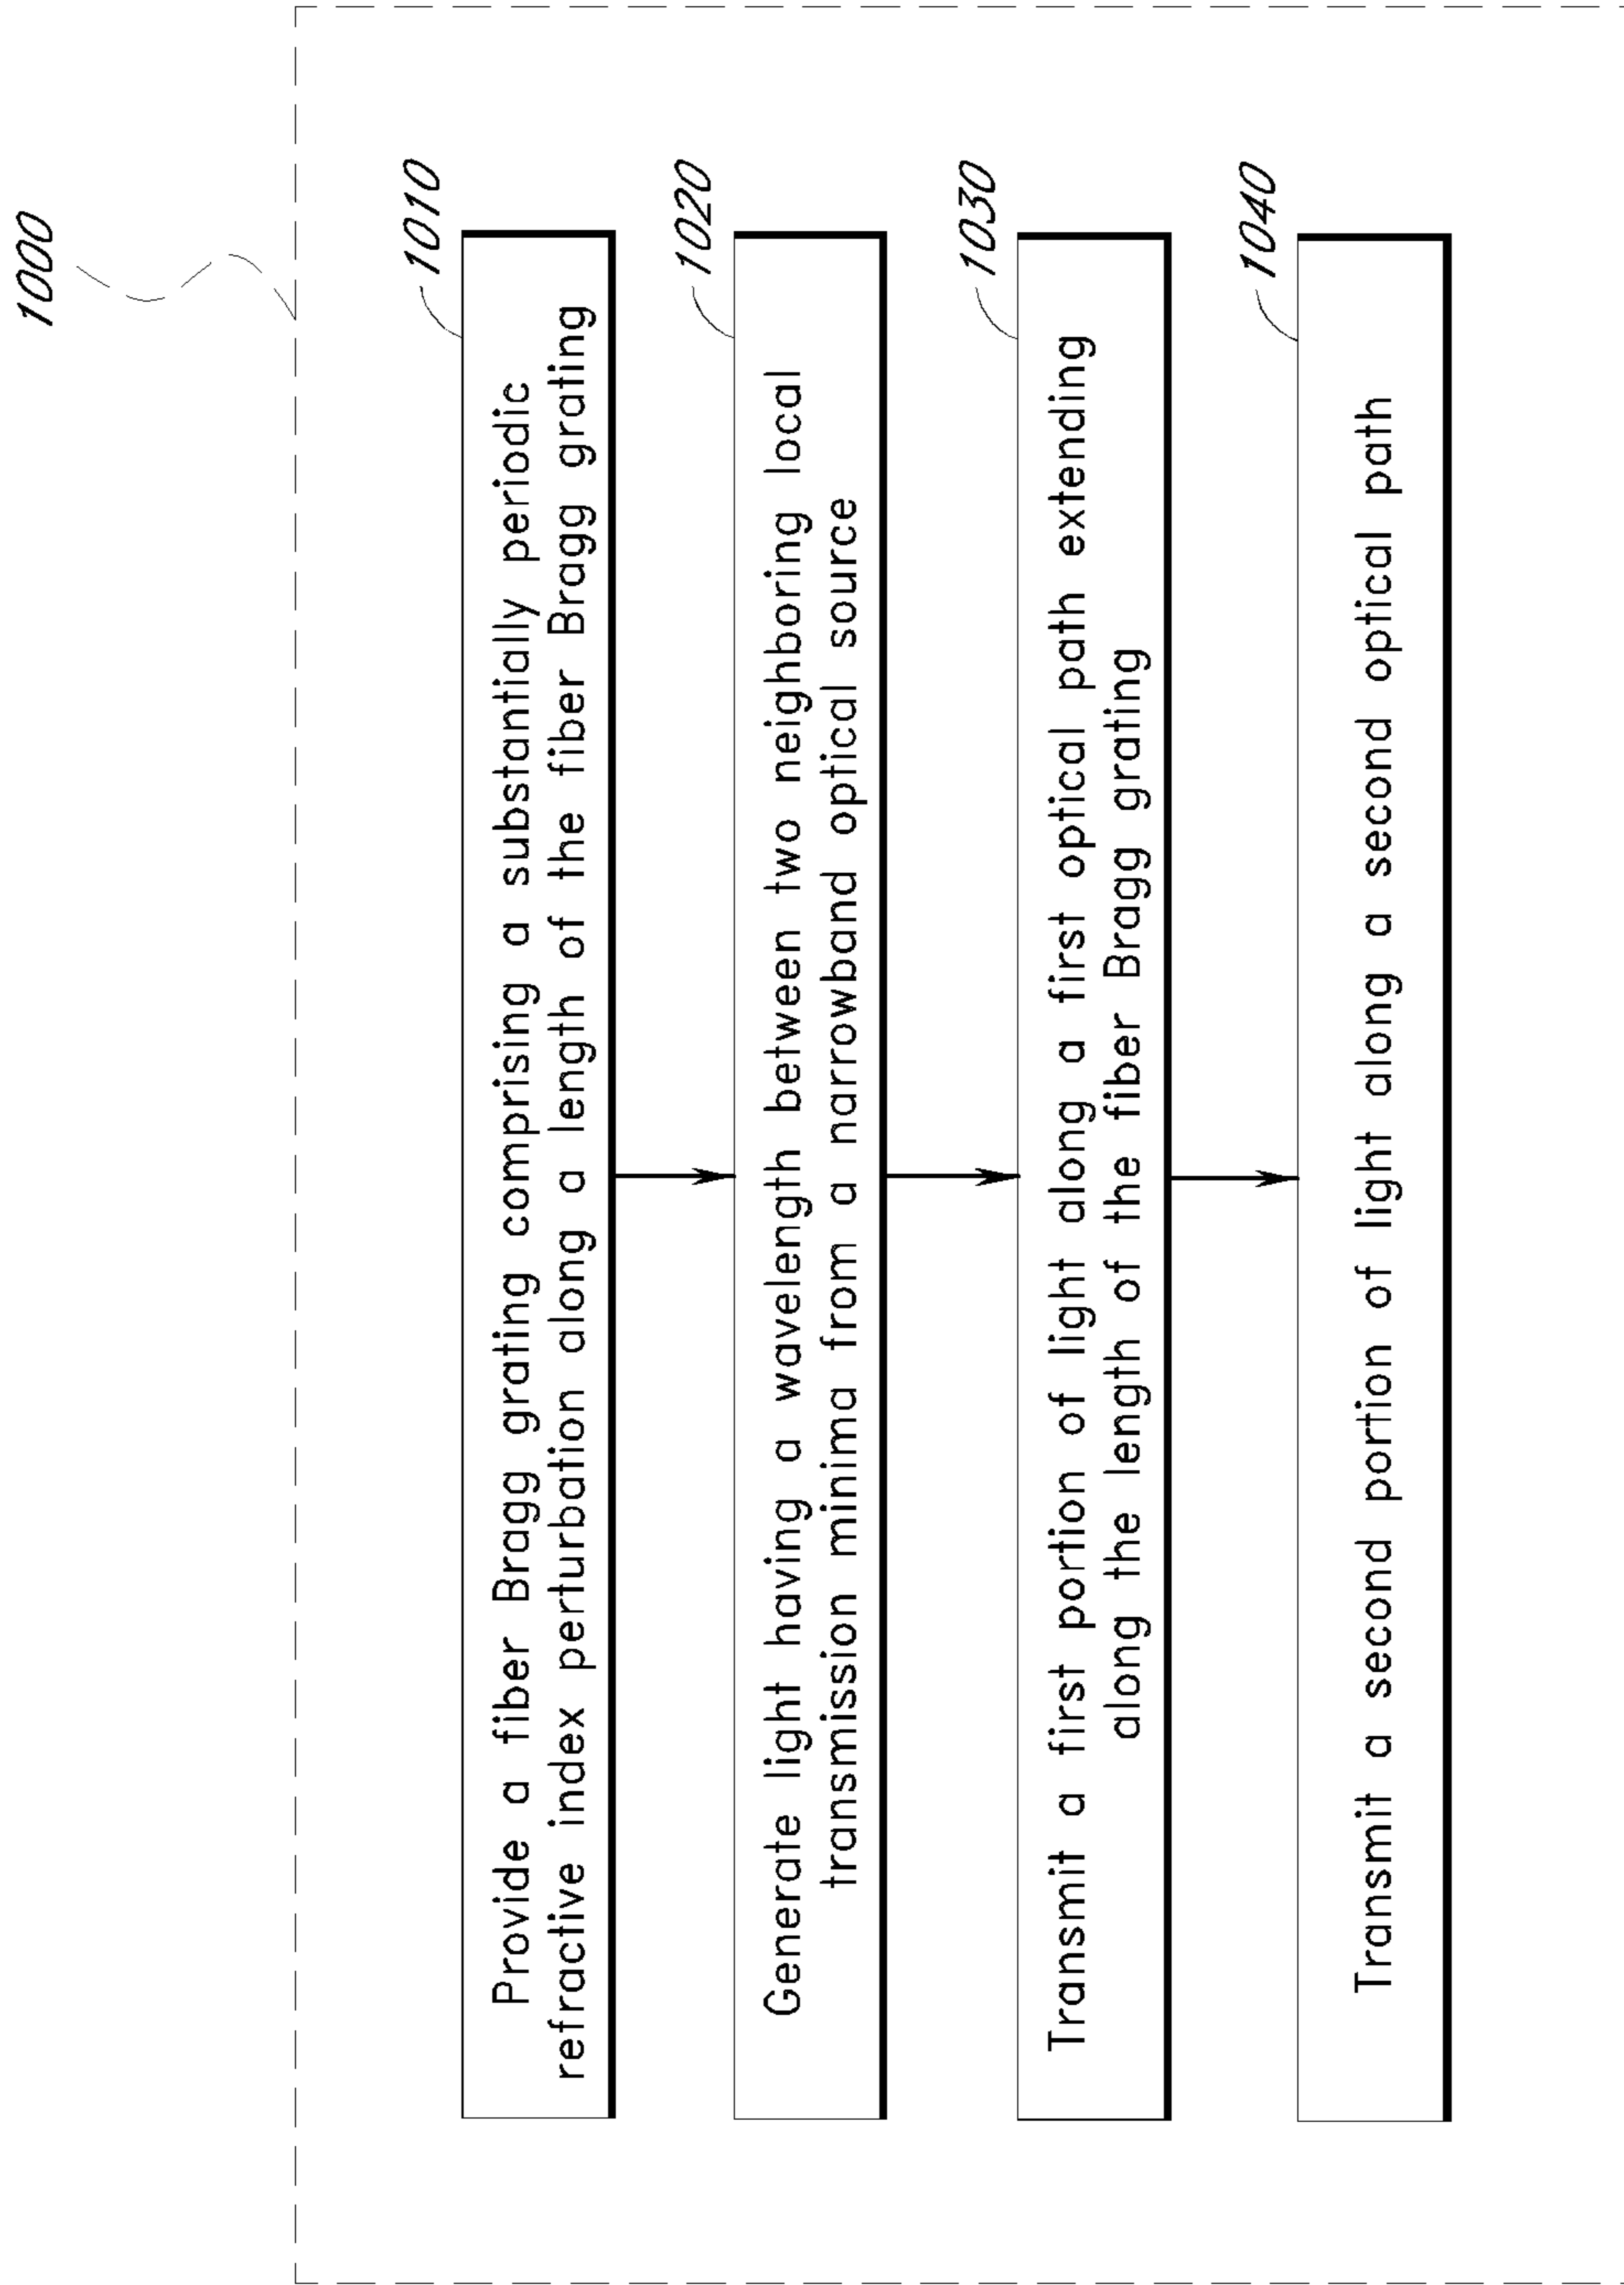 1000
1010
Provide a fiber Bragg grating comprising a substantially periodic
refractive index perturbation along a length of the fiber Bragg grating
1020
Generate light having a wavelength between two neighboring local
transmission minima from a narrowband optical source
1030
Transmit a first portion of light along a first optical path extending
along the length of the fiber Bragg grating
1040
Transmit a second portion of light along a second optical path